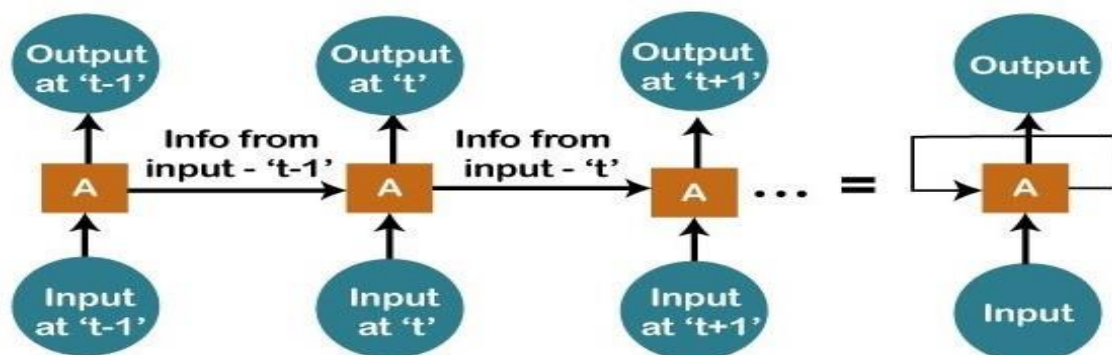 Output
at ‘t-1’
Output
at ‘t’
Output
at ‘t+1’
Output
Info from
input - ‘t-1’
Info from
input - ‘t’
A
A
A
... =
A
Input
at ‘t-1’
Input
at ‘t’
Input
at ‘t+1’
Input